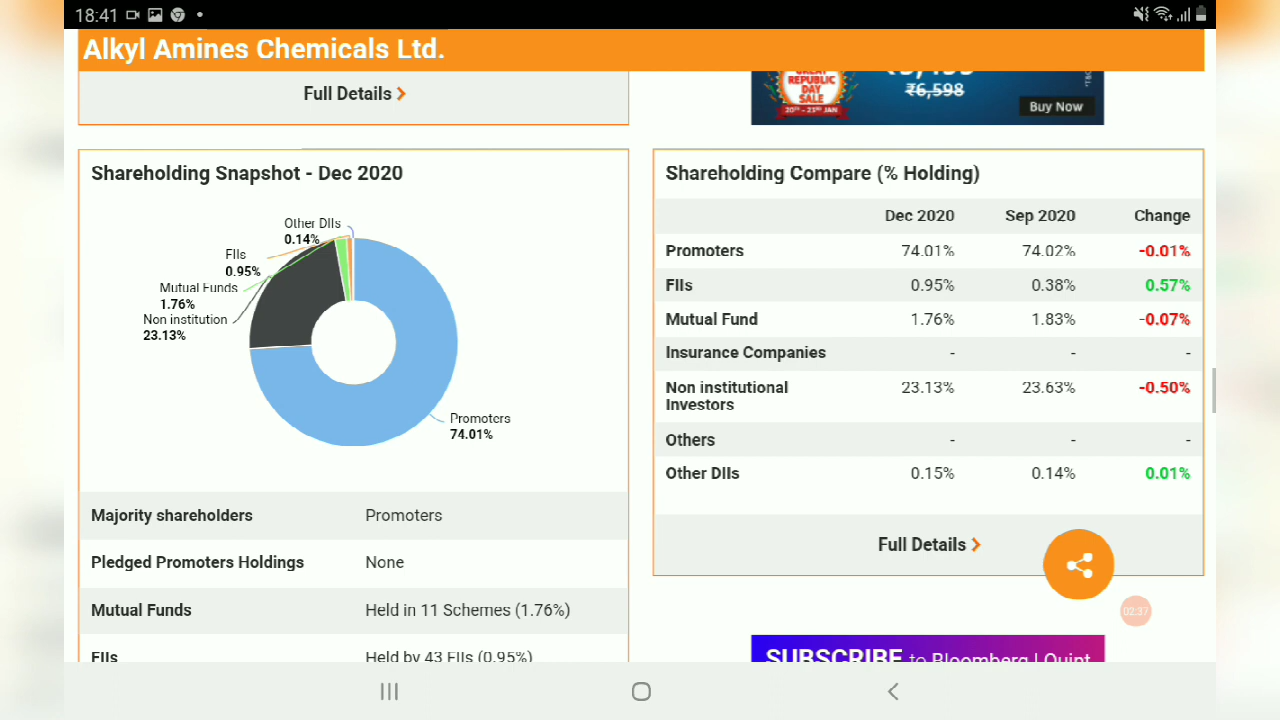 18:41
Alkyl Amines Chemicals Ltd.
Full Details
GREAT
REPUBLIC
DAY
SALE
20TH - 23RD JAN
₹6,598
Buy Now
Shareholding Snapshot - Dec 2020
Other DIIs
0.14%
FIIs
0.95%
Mutual Funds
1.76%
Non institution
23.13%
Promoters
74.01%
Majority shareholders Promoters
Pledged Promoters Holdings None
Mutual Funds Held in 11 Schemes (1.76%)
FIIs Held by 43 FIIs (0.95%)
Shareholding Compare (% Holding)
Dec 2020 Sep 2020 Change
Promoters 74.01% 74.02% -0.01%
FIIs 0.95% 0.38% 0.57%
Mutual Fund 1.76% 1.83% -0.07%
Insurance Companies - - -
Non institutional 23.13% 23.63% -0.50%
Investors
Others - - -
Other DIIs 0.15% 0.14% 0.01%
Full Details
02:37
SUBSCRIBE to Bloomberg | Quint